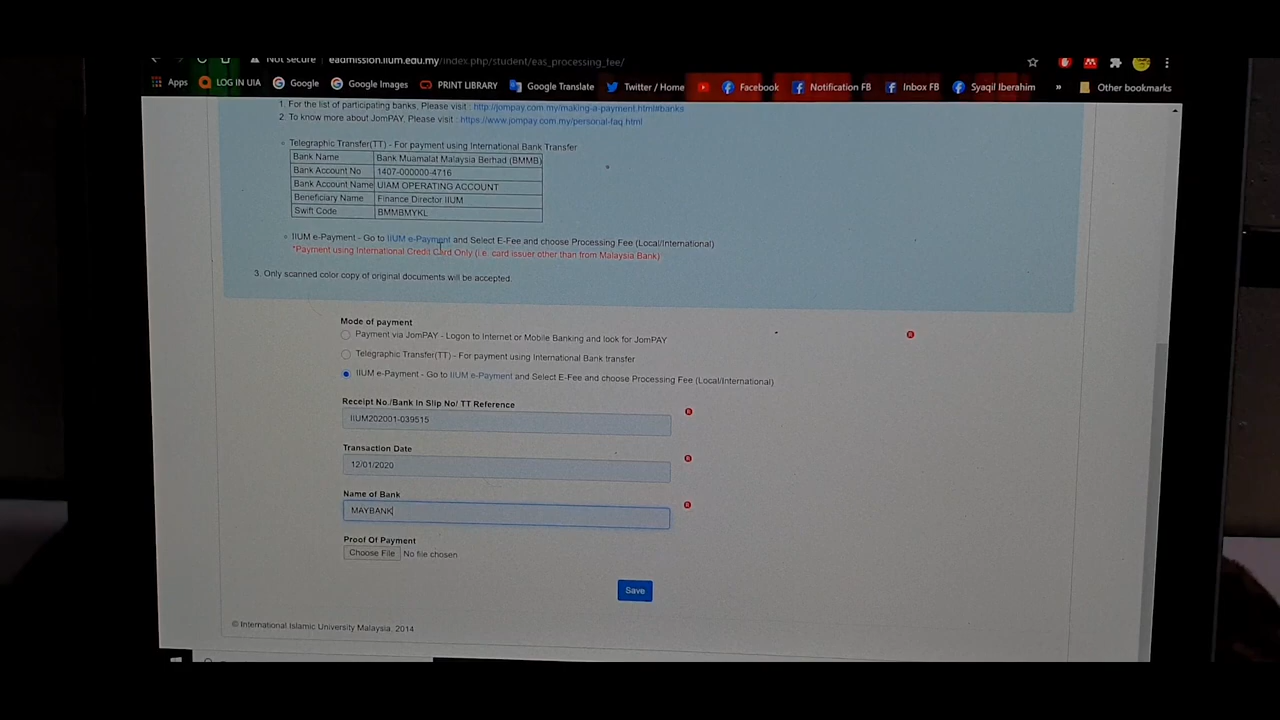 Not secure eadmission.iium.edu.my/index.php/student/eas_processing_fee/
Apps LOG IN UIA Google Google Images PRINT LIBRARY Google Translate Twitter / Home Facebook Notification FB Inbox FB Syaqil Iberahim » Other bookmarks
1. For the list of participating banks, Please visit : http://jompay.com.my/making-a-payment.html#banks
2. To know more about JomPAY, Please visit : https://www.jompay.com.my/personal-faq.html
Telegraphic Transfer(TT) - For payment using International Bank Transfer
Bank Name Bank Muamalat Malaysia Berhad (BMMB)
Bank Account No 1407-000000-4716
Bank Account Name UIAM OPERATING ACCOUNT
Beneficiary Name Finance Director IIUM
Swift Code BMMBMYKL
IIUM e-Payment - Go to IIUM e-Payment and Select E-Fee and choose Processing Fee (Local/International)
*Payment using International Credit Card Only (i.e. card issuer other than from Malaysia Bank)
3. Only scanned color copy of original documents will be accepted.
Mode of payment
Payment via JomPAY - Logon to Internet or Mobile Banking and look for JomPAY
Telegraphic Transfer(TT) - For payment using International Bank transfer
IIUM e-Payment - Go to IIUM e-Payment and Select E-Fee and choose Processing Fee (Local/International)
Receipt No./Bank In Slip No/ TT Reference
IIUM202001-039515
Transaction Date
12/01/2020
Name of Bank
MAYBANK
Proof Of Payment
Choose File No file chosen
Save
© International Islamic University Malaysia, 2014